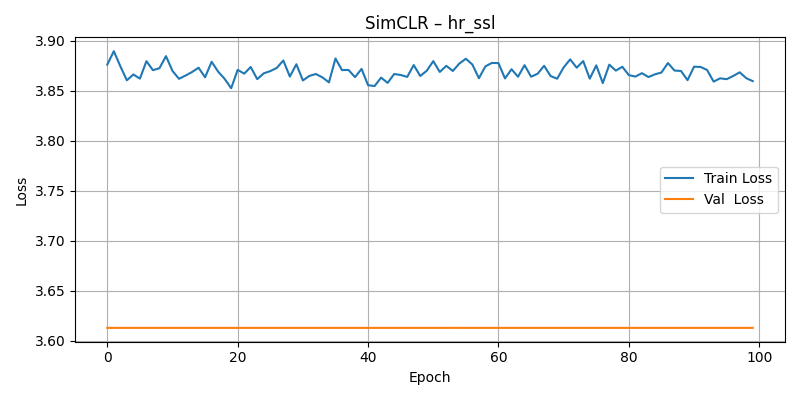 SimCLR – hr_ssl
3.90
3.85
3.80
3.75
3.70
3.65
3.60
Loss
Train Loss
Val  Loss
0 20 40 60 80 100
Epoch